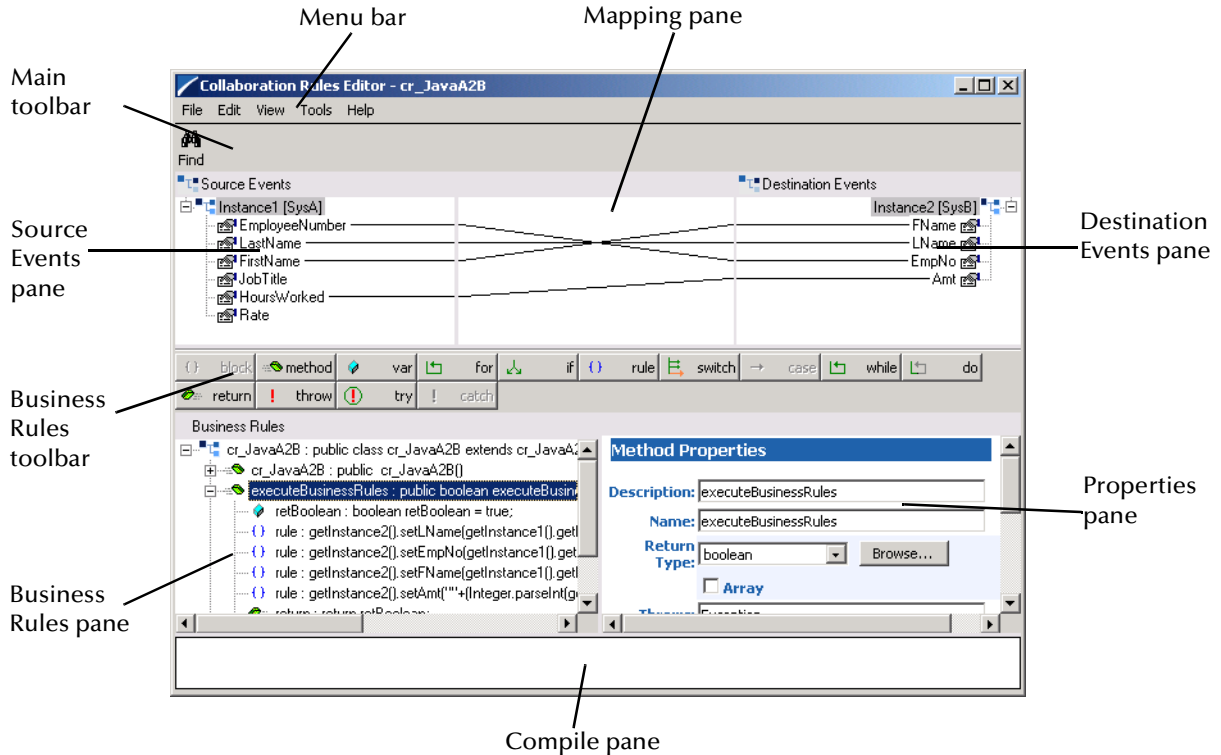 Menu bar
Mapping pane
Main
toolbar
Collaboration Rules Editor - cr_JavaA2B
File Edit View Tools Help
Find
Source Events
Destination Events
Instance1 [SysA]
EmployeeNumber
LastName
FirstName
JobTitle
HoursWorked
Rate
Instance2 [SysB]
FName
LName
EmpNo
Amt
Source
Events
pane
Destination
Events pane
block method var for if rule switch case while do
return throw try catch
Business
Rules
toolbar
Business Rules
cr_JavaA2B : public class cr_JavaA2B extends cr_JavaA2
cr_JavaA2B : public cr_JavaA2B()
executeBusinessRules : public boolean executeBusin
retBoolean : boolean retBoolean = true;
rule : getInstance2().setLName(getInstance1().getl
rule : getInstance2().setEmpNo(getInstance1().get
rule : getInstance2().setFName(getInstance1().getl
rule : getInstance2().setAmt(""+(Integer.parseInt(g
return : return retBoolean;
Method Properties
Description: executeBusinessRules
Name: executeBusinessRules
Return
Type: boolean Browse...
Array
Throws: Exception
Properties
pane
Business
Rules pane
Compile pane